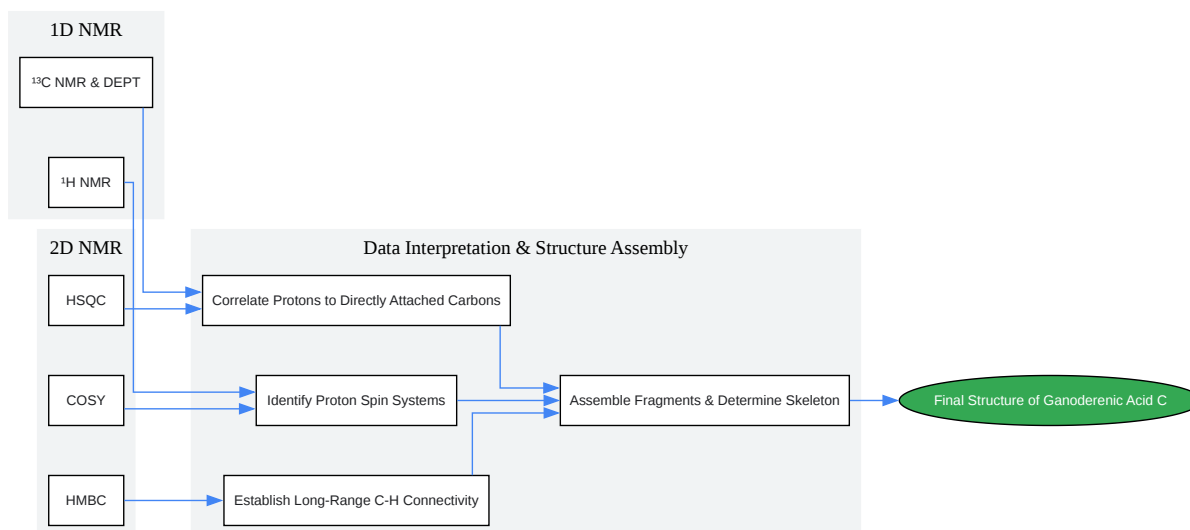 1D NMR
¹³C NMR & DEPT
¹H NMR
2D NMR
Data Interpretation & Structure Assembly
HSQC
Correlate Protons to Directly Attached Carbons
COSY
Identify Proton Spin Systems
Assemble Fragments & Determine Skeleton
Final Structure of Ganoderenic Acid C
HMBC
Establish Long-Range C-H Connectivity